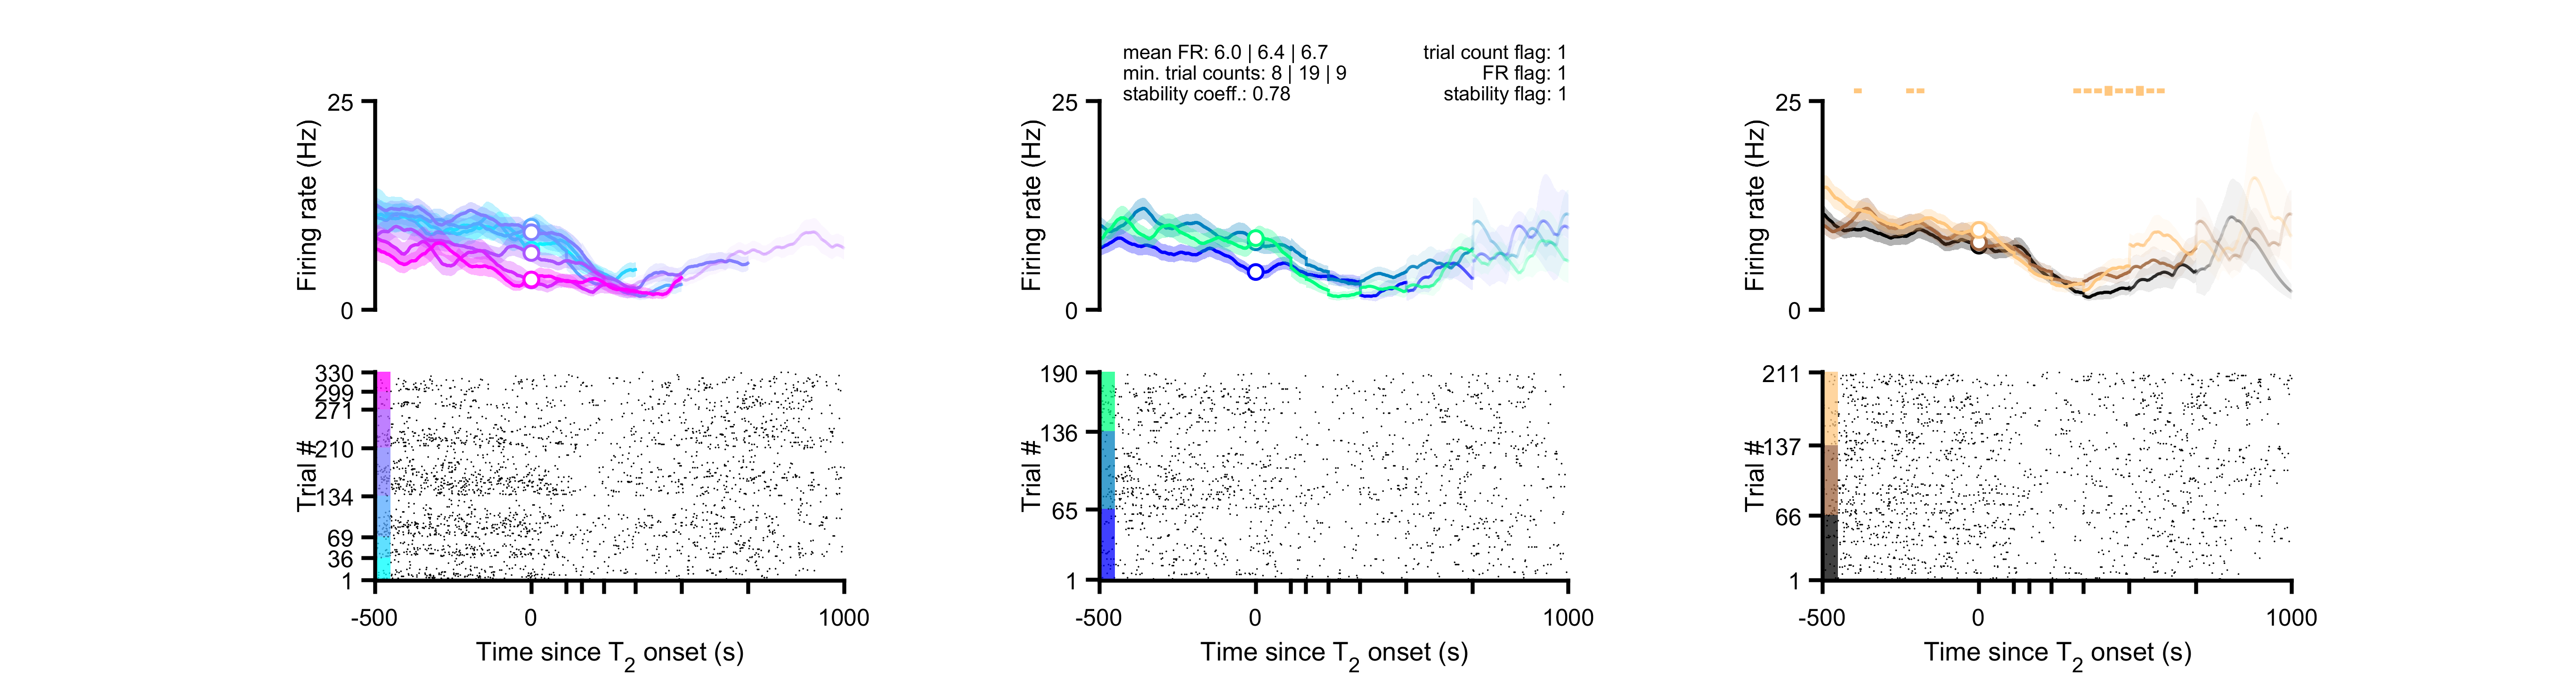 mean FR: 6.0 | 6.4 | 6.7
min. trial counts: 8 | 19 | 9
stability coeff.: 0.78
trial count flag: 1
FR flag: 1
stability flag: 1
25
Firing rate (Hz)
0
25
Firing rate (Hz)
0
25
Firing rate (Hz)
0
330
299
271
210
134
69
36
1
Trial #
-500 0 1000
Time since T2 onset (s)
190
136
65
1
Trial #
-500 0 1000
Time since T2 onset (s)
211
137
66
1
Trial #
-500 0 1000
Time since T2 onset (s)